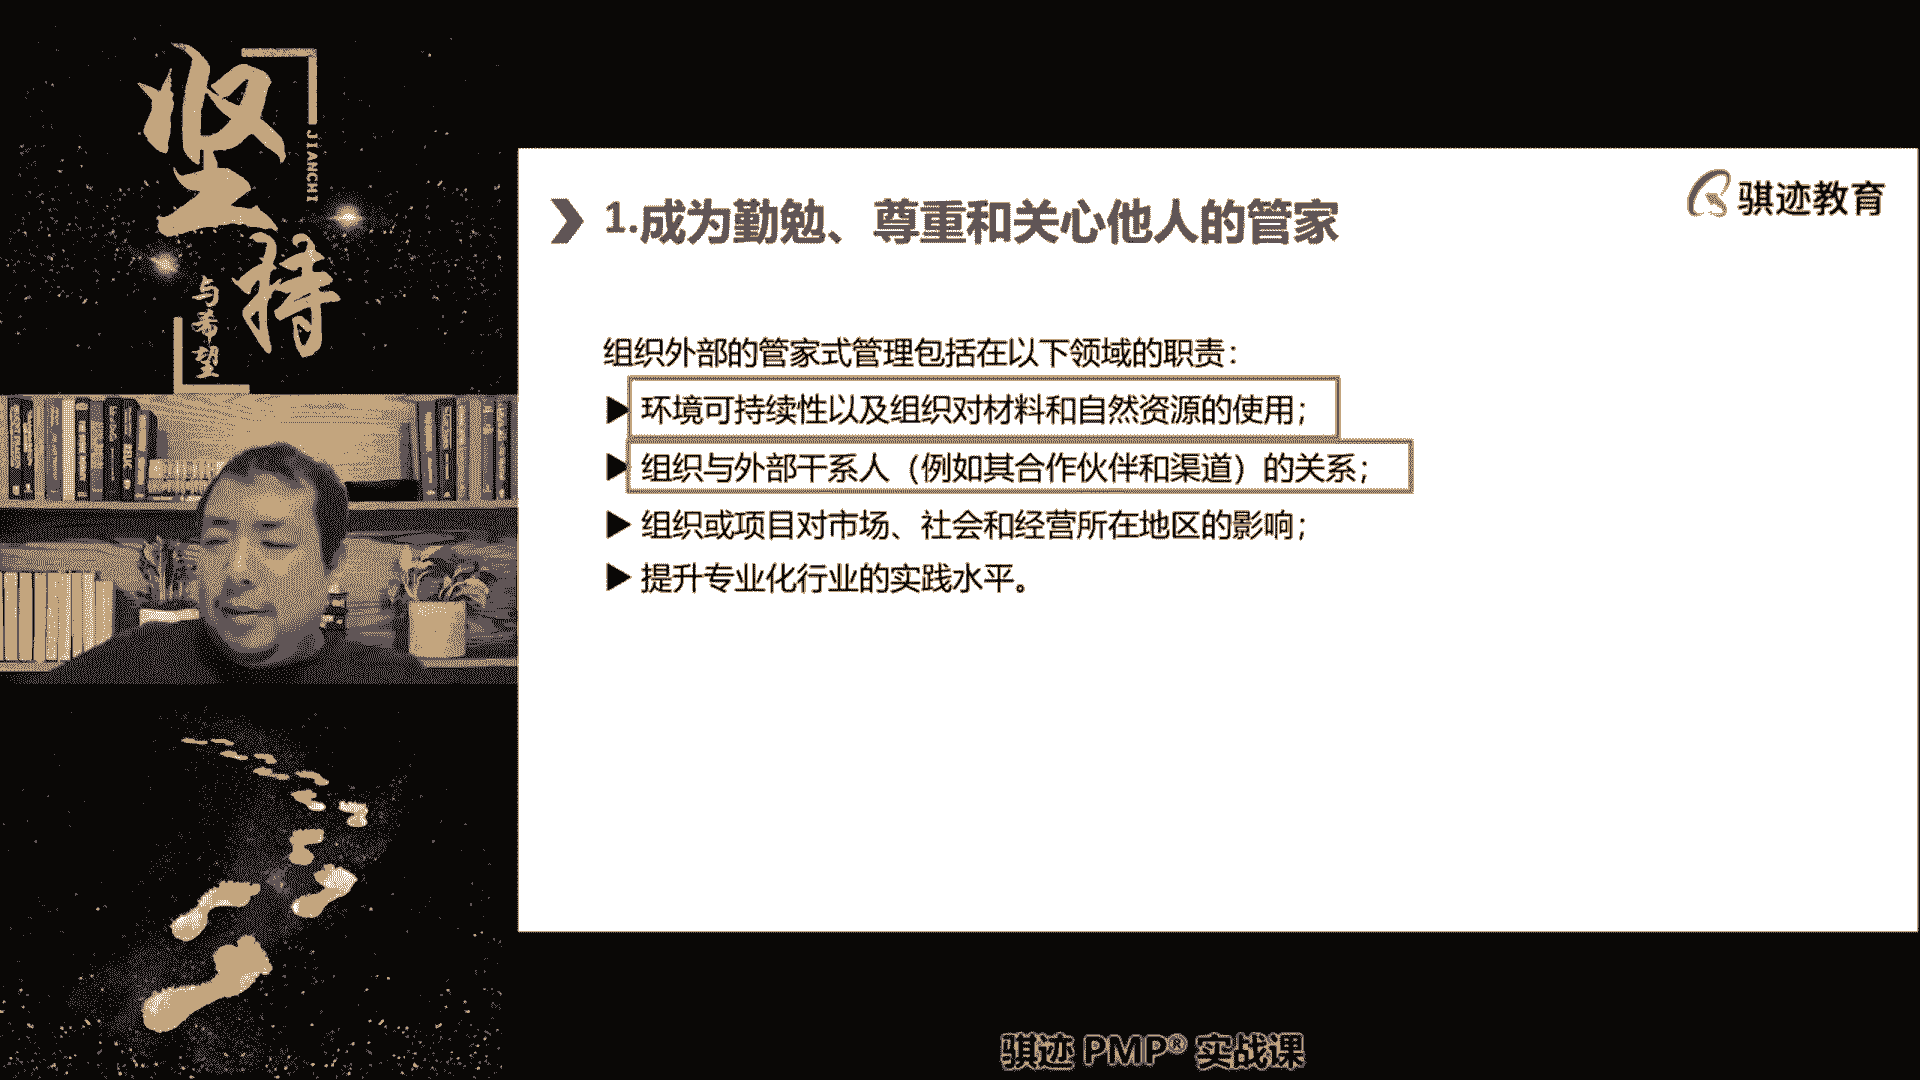 坚持
JIANCHI
与希望
骐迹教育
1.成为勤勉、尊重和关心他人的管家
组织外部的管家式管理包括在以下领域的职责：
▶ 环境可持续性以及组织对材料和自然资源的使用；
▶ 组织与外部干系人（例如其合作伙伴和渠道）的关系；
▶ 组织或项目对市场、社会和经营所在地区的影响；
▶ 提升专业化行业的实践水平。
骐迹 PMP® 实战课